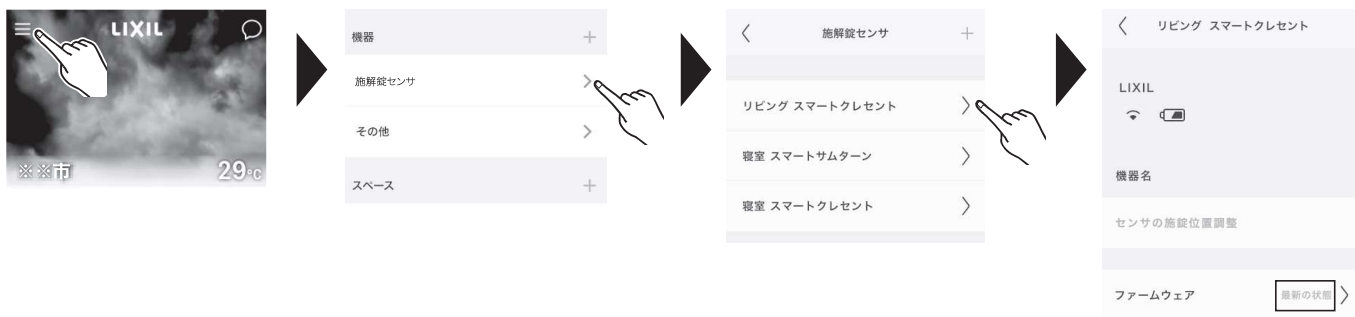 LIXIL
※※市
29℃
機器
施解錠センサ
その他
スペース
施解錠センサ
リビング スマートクレセント
寝室 スマートサムターン
寝室 スマートクレセント
リビング スマートクレセント
LIXIL
機器名
センサの施錠位置調整
ファームウェア 最新の状態